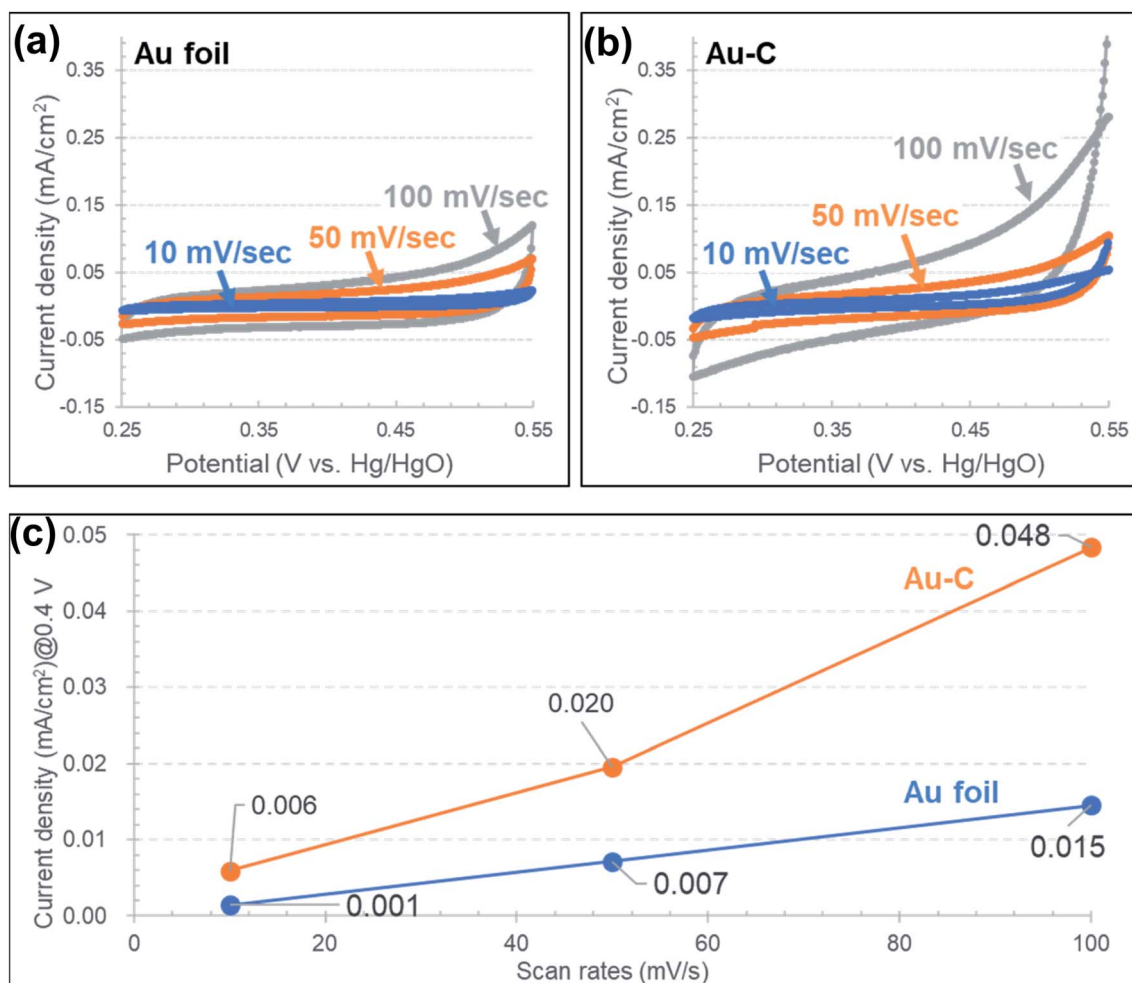 (a)
Au foil
Current density (mA/cm²)
0.35
0.25
0.15
0.05
-0.05
-0.15
100 mV/sec
50 mV/sec
10 mV/sec
0.25
0.35
0.45
0.55
Potential (V vs. Hg/HgO)
(b)
Au-C
Current density (mA/cm²)
0.35
0.25
0.15
0.05
-0.05
-0.15
100 mV/sec
50 mV/sec
10 mV/sec
0.25
0.35
0.45
0.55
Potential (V vs. Hg/HgO)
(c)
Current density (mA/cm²)@0.4 V
0.05
0.04
0.03
0.02
0.01
0.00
0.048
Au-C
0.020
0.006
Au foil
0.015
0.007
0.001
0
20
40
60
80
100
Scan rates (mV/s)